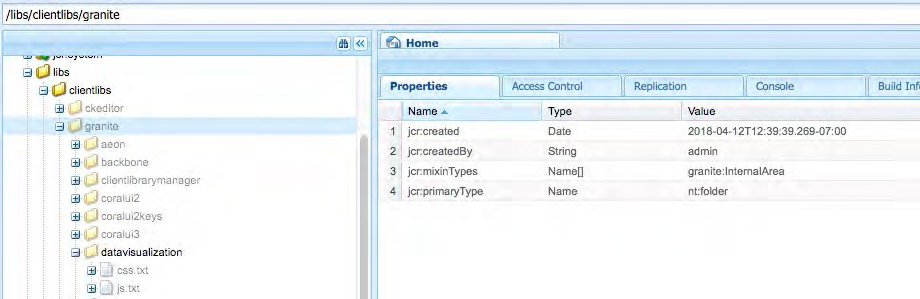 /libs/clientlibs/granite
jcr:system
libs
clientlibs
ckeditor
granite
aeon
backbone
clientlibrarymanager
coralui2
coralui2keys
coralui3
datavisualization
css.txt
js.txt
Home
Properties Access Control Replication Console Build Inf
Name Type Value
1 jcr:created Date 2018-04-12T12:39:39.269-07:00
2 jcr:createdBy String admin
3 jcr:mixinTypes Name[] granite:InternalArea
4 jcr:primaryType Name nt:folder